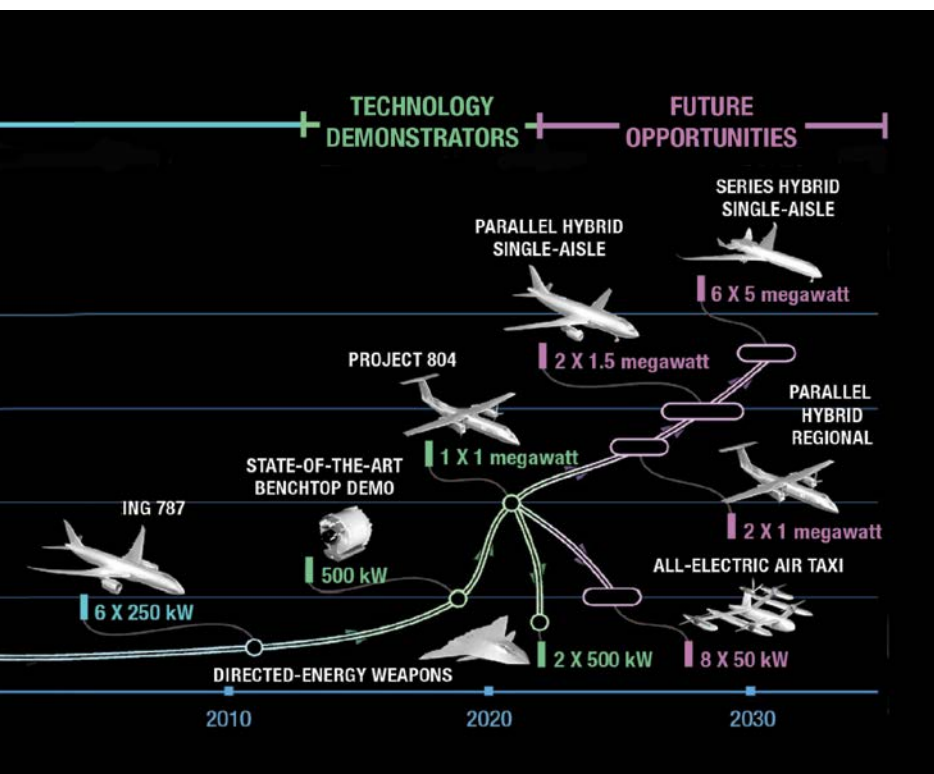 TECHNOLOGY
DEMONSTRATORS
FUTURE
OPPORTUNITIES
SERIES HYBRID
SINGLE-AISLE
6 X 5 megawatt
PARALLEL HYBRID
SINGLE-AISLE
2 X 1.5 megawatt
PROJECT 804
1 X 1 megawatt
PARALLEL
HYBRID
REGIONAL
2 X 1 megawatt
STATE-OF-THE-ART
BENCHTOP DEMO
500 kW
ING 787
6 X 250 kW
ALL-ELECTRIC AIR TAXI
8 X 50 kW
DIRECTED-ENERGY WEAPONS
2 X 500 kW
2010
2020
2030